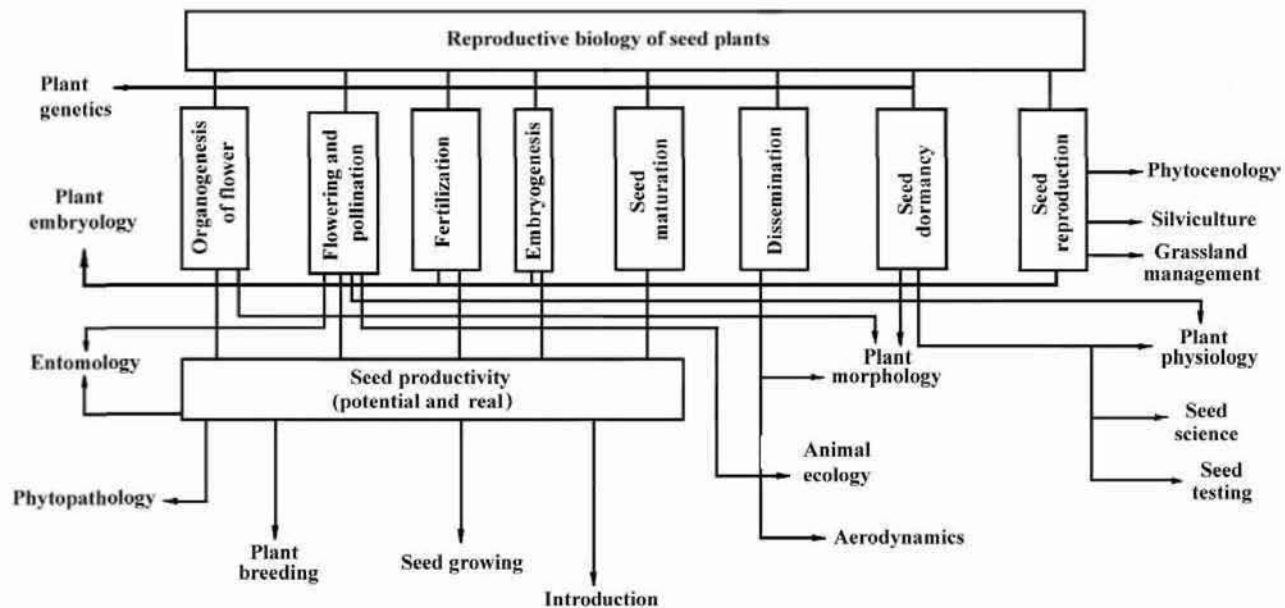 Reproductive biology of seed plants
Plant
genetics
Organogenesis
of flower
Flowering and
pollination
Fertilization
Embryogenesis
Seed
maturation
Dissemination
Seed
dormancy
Seed
reproduction
Plant
embryology
Phytocenology
Silviculture
Grassland
management
Entomology
Seed productivity
(potential and real)
Plant
morphology
Plant
physiology
Seed
science
Animal
ecology
Seed
testing
Phytopathology
Plant
breeding
Seed growing
Aerodynamics
Introduction